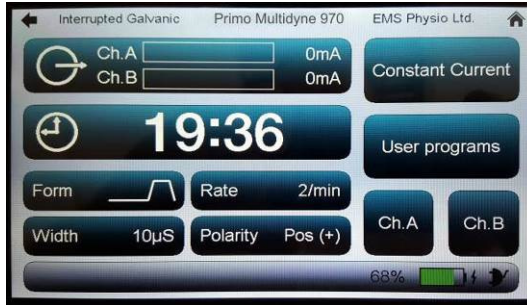 Interrupted Galvanic Primo Multidyne 970 EMS Physio Ltd.
Ch.A 0mA
Ch.B 0mA
Constant Current
19:36
User programs
Form Rate 2/min
Width 10µS Polarity Pos (+)
Ch.A Ch.B
68%